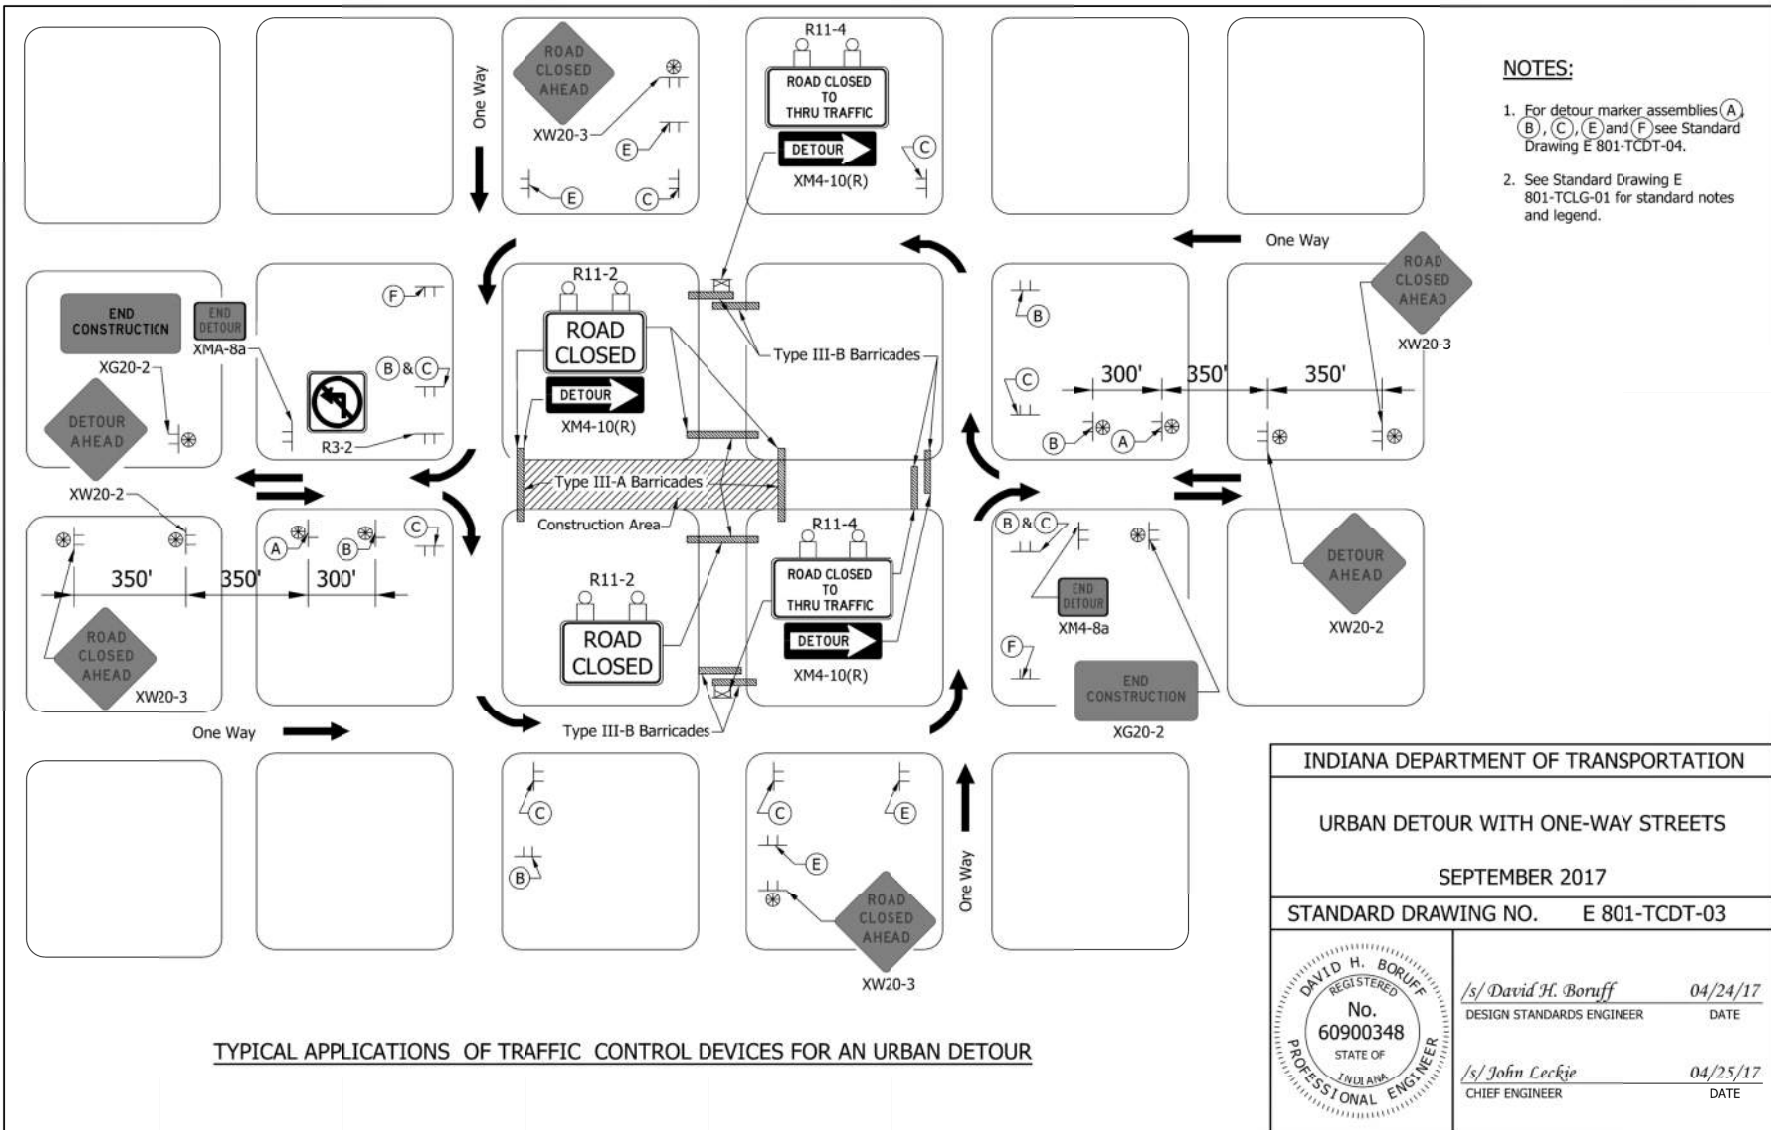 ROAD
CLOSED
AHEAD
XW20-3
One Way
E
E
C
R11-4
ROAD CLOSED
TO
THRU TRAFFIC
DETOUR
XM4-10(R)
C
One Way
NOTES:
1. For detour marker assemblies A,
B, C, E and F see Standard
Drawing E 801-TCDT-04.
2. See Standard Drawing E
801-TCLG-01 for standard notes
and legend.
END
CONSTRUCTION
XG20-2
END
DETOUR
XMA-8a
F
B & C
R3-2
DETOUR
AHEAD
XW20-2
R11-2
ROAD
CLOSED
DETOUR
XM4-10(R)
Type III-B Barricades
B
C
300'
350'
350'
B
A
ROAD
CLOSED
AHEAD
XW20-3
Type III-A Barricades
Construction Area
A
B
C
350'
350'
300'
ROAD
CLOSED
AHEAD
XW20-3
R11-2
ROAD
CLOSED
R11-4
ROAD CLOSED
TO
THRU TRAFFIC
DETOUR
XM4-10(R)
B & C
END
DETOUR
XM4-8a
F
END
CONSTRUCTION
XG20-2
DETOUR
AHEAD
XW20-2
One Way
Type III-B Barricades
C
B
C
E
E
ROAD
CLOSED
AHEAD
XW20-3
One Way
TYPICAL APPLICATIONS OF TRAFFIC CONTROL DEVICES FOR AN URBAN DETOUR
INDIANA DEPARTMENT OF TRANSPORTATION
URBAN DETOUR WITH ONE-WAY STREETS
SEPTEMBER 2017
STANDARD DRAWING NO. E 801-TCDT-03
DAVID H. BORUFF
REGISTERED
No.
60900348
STATE OF
INDIANA
PROFESSIONAL ENGINEER
/s/ David H. Boruff 04/24/17
DESIGN STANDARDS ENGINEER DATE
/s/ John Leckie 04/25/17
CHIEF ENGINEER DATE